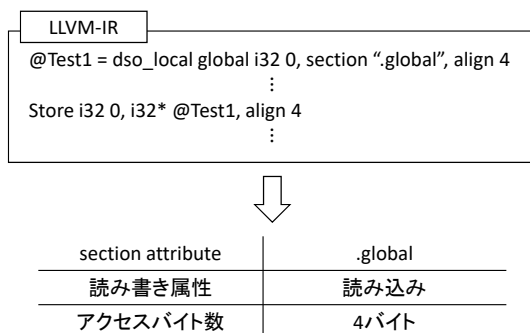 LLVM-IR
@Test1 = dso_local global i32 0, section “.global”, align 4
⋮
Store i32 0, i32* @Test1, align 4
⋮
section attribute .global
読み書き属性 読み込み
アクセスバイト数 4バイト